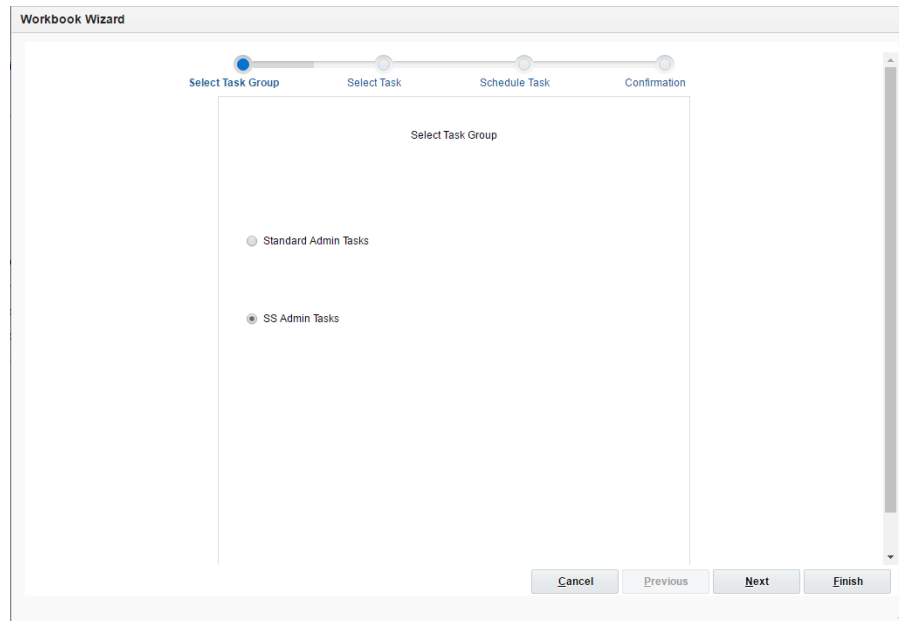 Workbook Wizard
Select Task Group Select Task Schedule Task Confirmation
Select Task Group
Standard Admin Tasks
SS Admin Tasks
Cancel Previous Next Finish